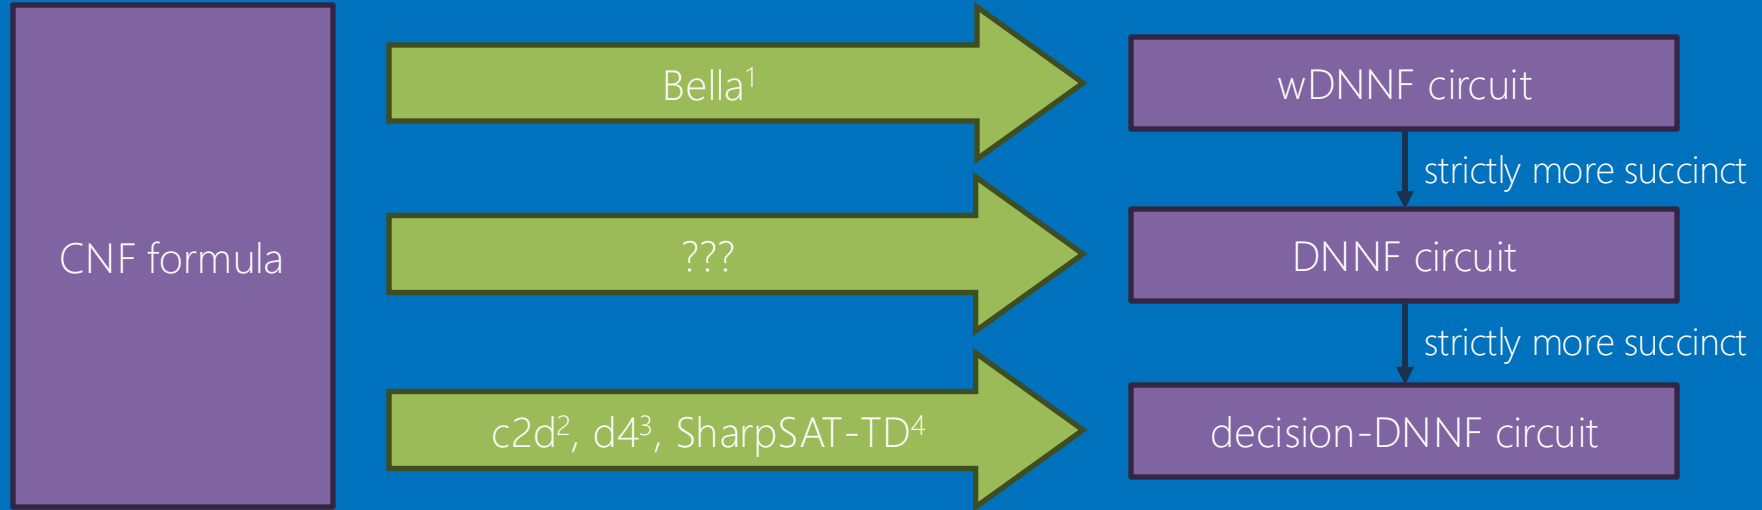 Bella¹
wDNNF circuit
strictly more succinct
CNF formula
???
DNNF circuit
strictly more succinct
c2d², d4³, SharpSAT-TD⁴
decision-DNNF circuit